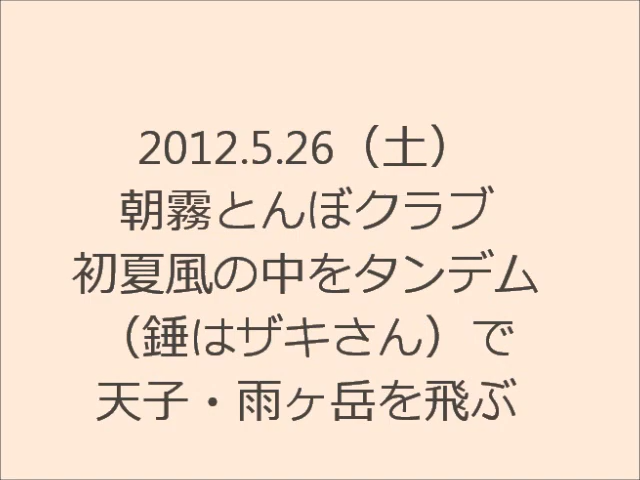 2012.5.26（土）
朝霧とんぼクラブ
初夏風の中をタンデム
（錘はザキさん）で
天子・雨ヶ岳を飛ぶ